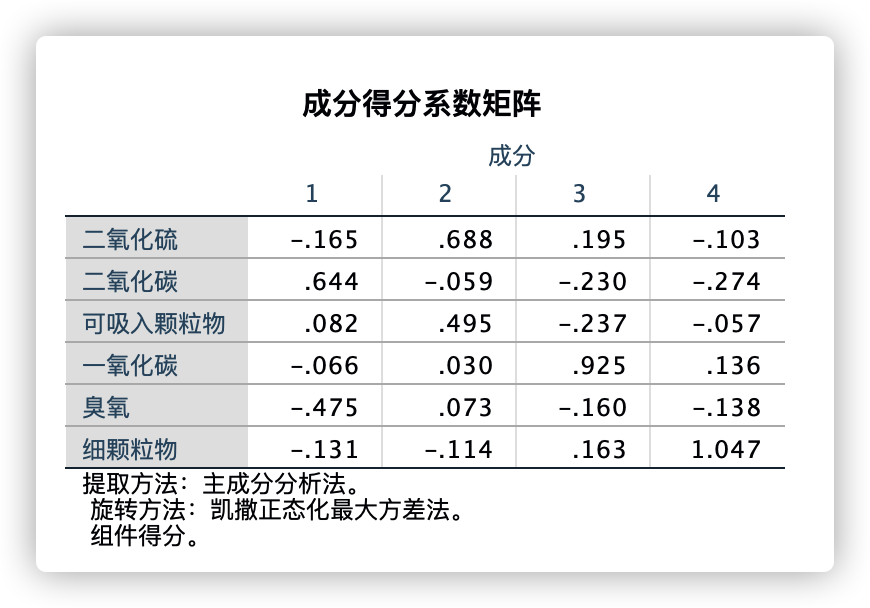 成分得分系数矩阵
成分
1 2 3 4
二氧化硫 -.165 .688 .195 -.103
二氧化碳 .644 -.059 -.230 -.274
可吸入颗粒物 .082 .495 -.237 -.057
一氧化碳 -.066 .030 .925 .136
臭氧 -.475 .073 -.160 -.138
细颗粒物 -.131 -.114 .163 1.047
提取方法：主成分分析法。
旋转方法：凯撒正态化最大方差法。
组件得分。